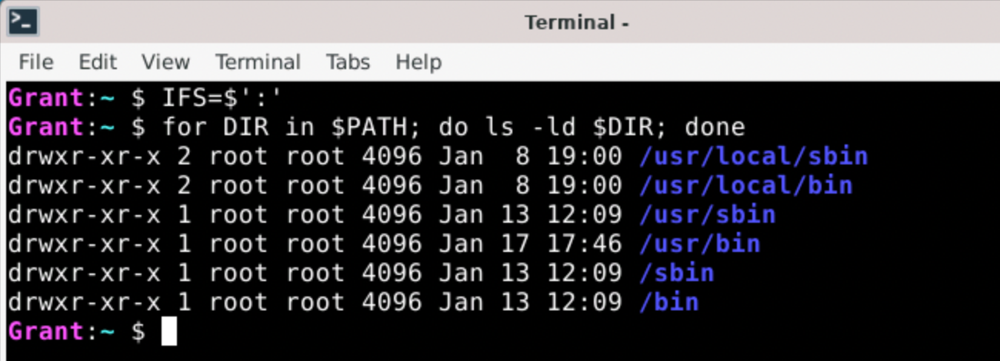 Terminal -
File Edit View Terminal Tabs Help
Grant:~ $ IFS=$':'
Grant:~ $ for DIR in $PATH; do ls -ld $DIR; done
drwxr-xr-x 2 root root 4096 Jan  8 19:00 /usr/local/sbin
drwxr-xr-x 2 root root 4096 Jan  8 19:00 /usr/local/bin
drwxr-xr-x 1 root root 4096 Jan 13 12:09 /usr/sbin
drwxr-xr-x 1 root root 4096 Jan 17 17:46 /usr/bin
drwxr-xr-x 1 root root 4096 Jan 13 12:09 /sbin
drwxr-xr-x 1 root root 4096 Jan 13 12:09 /bin
Grant:~ $